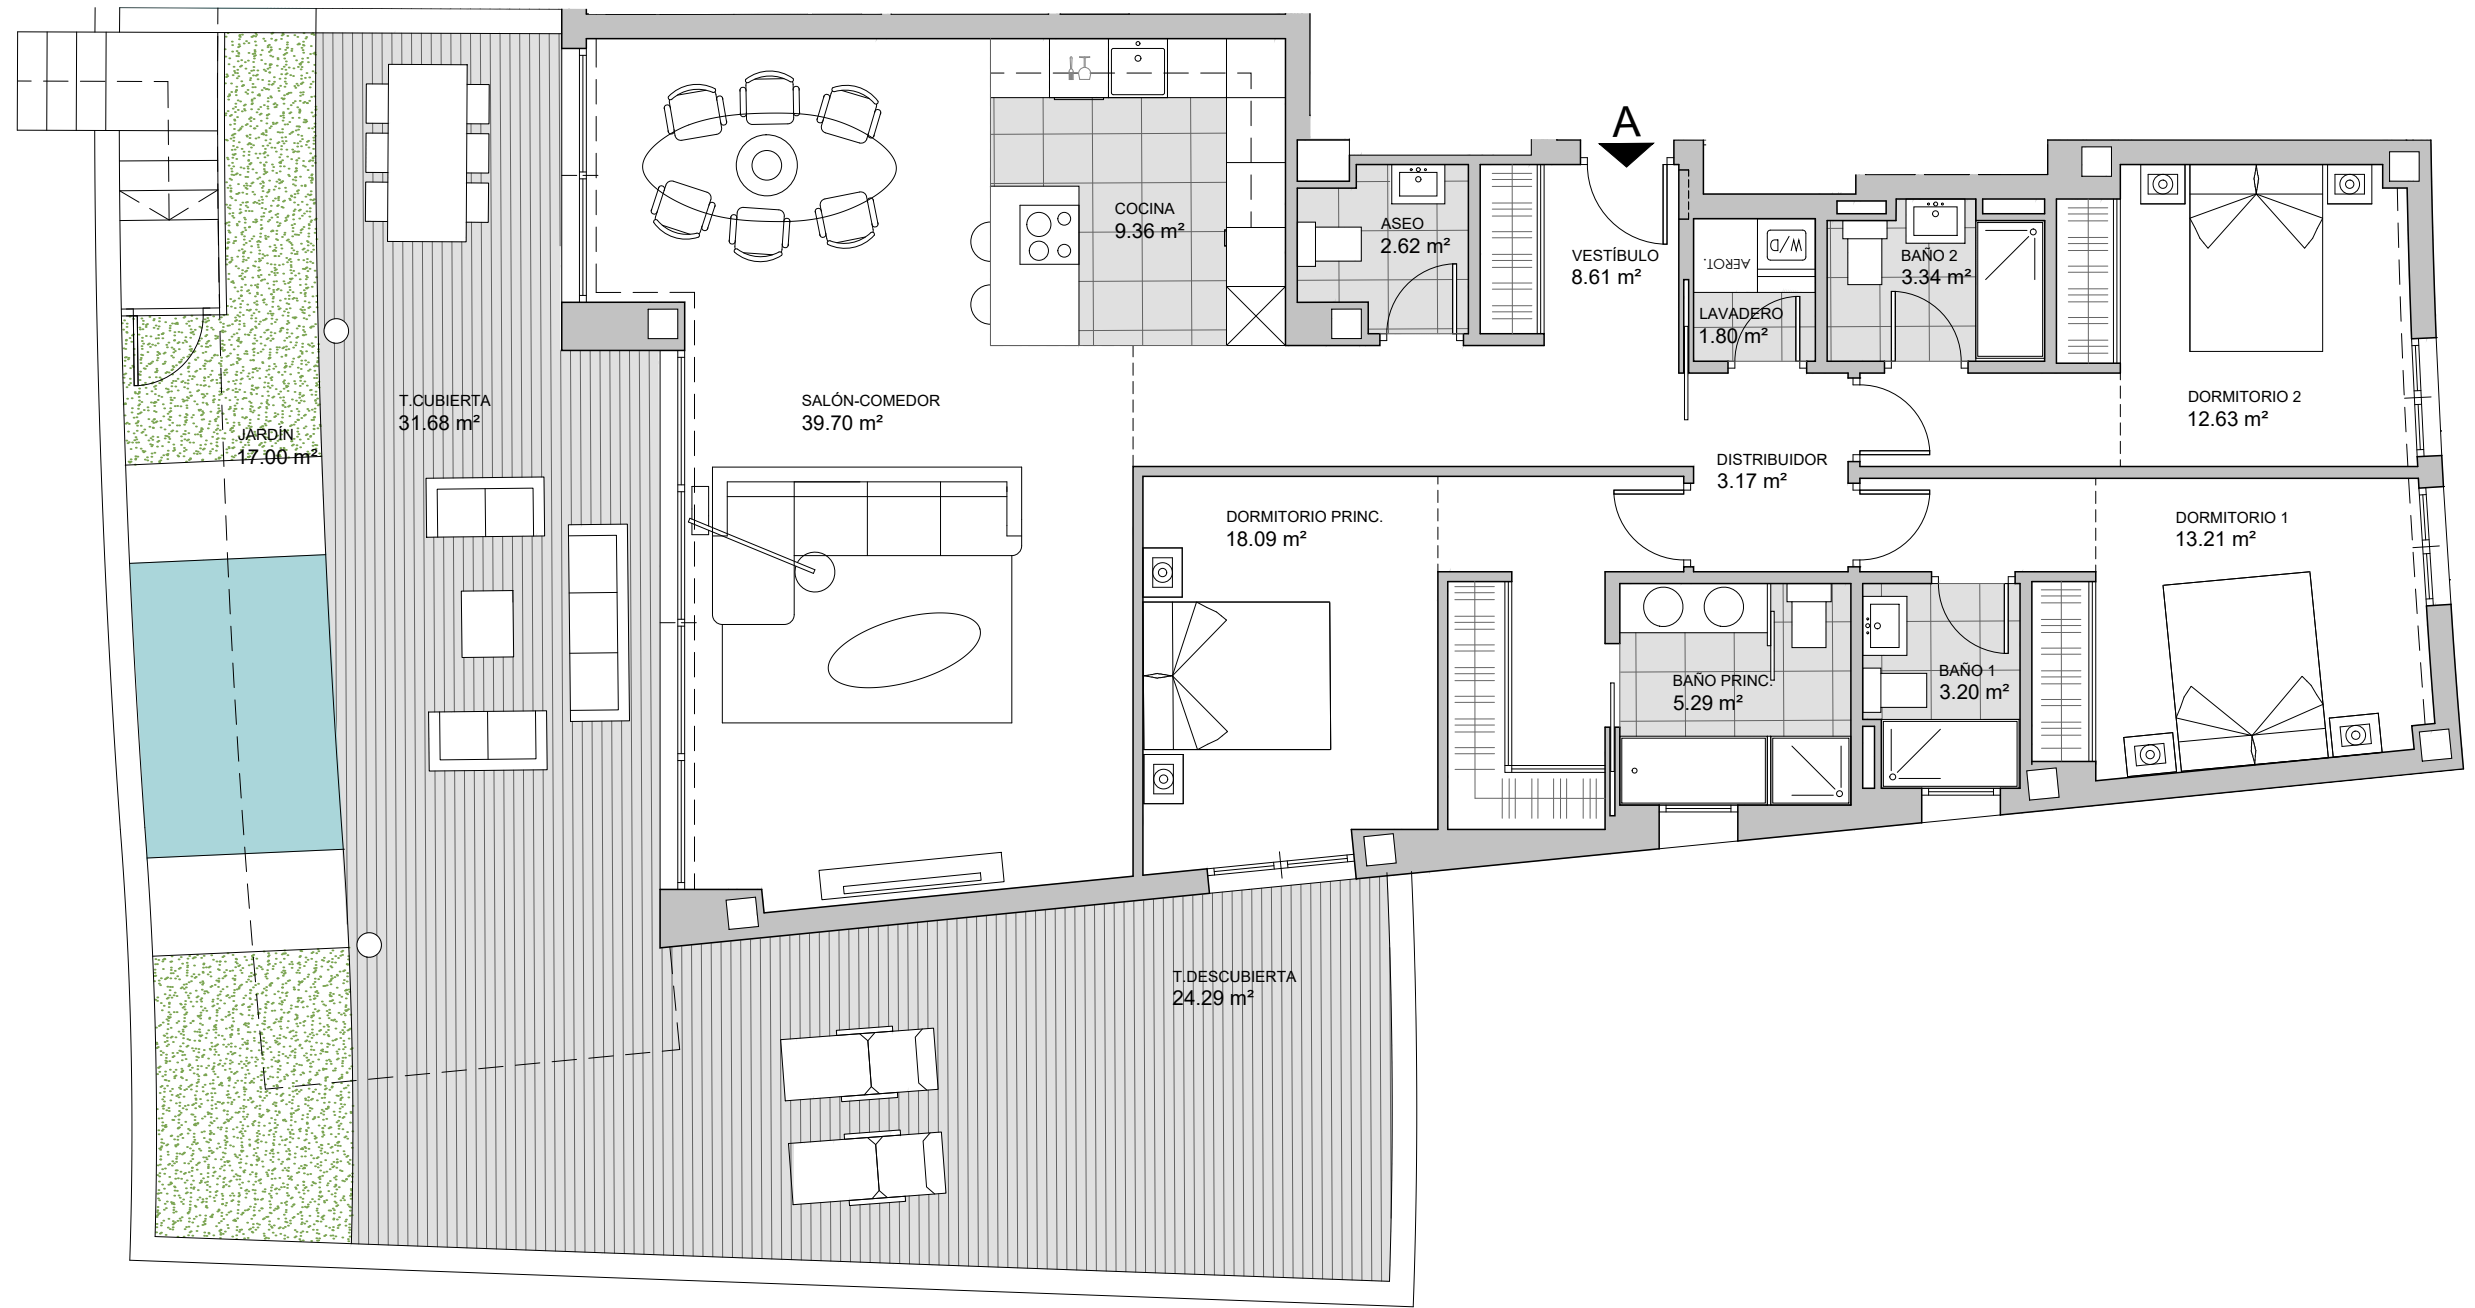 A
COCINA
9.36 m²
ASEO
2.62 m²
VESTÍBULO
8.61 m²
W/D
AEROT.
LAVADERO
1.80 m²
BAÑO 2
3.34 m²
DORMITORIO 2
12.63 m²
T.CUBIERTA
31.68 m²
JARDÍN
17.00 m²
SALÓN-COMEDOR
39.70 m²
DISTRIBUIDOR
3.17 m²
DORMITORIO PRINC.
18.09 m²
DORMITORIO 1
13.21 m²
BAÑO PRINC.
5.29 m²
BAÑO 1
3.20 m²
T.DESCUBIERTA
24.29 m²